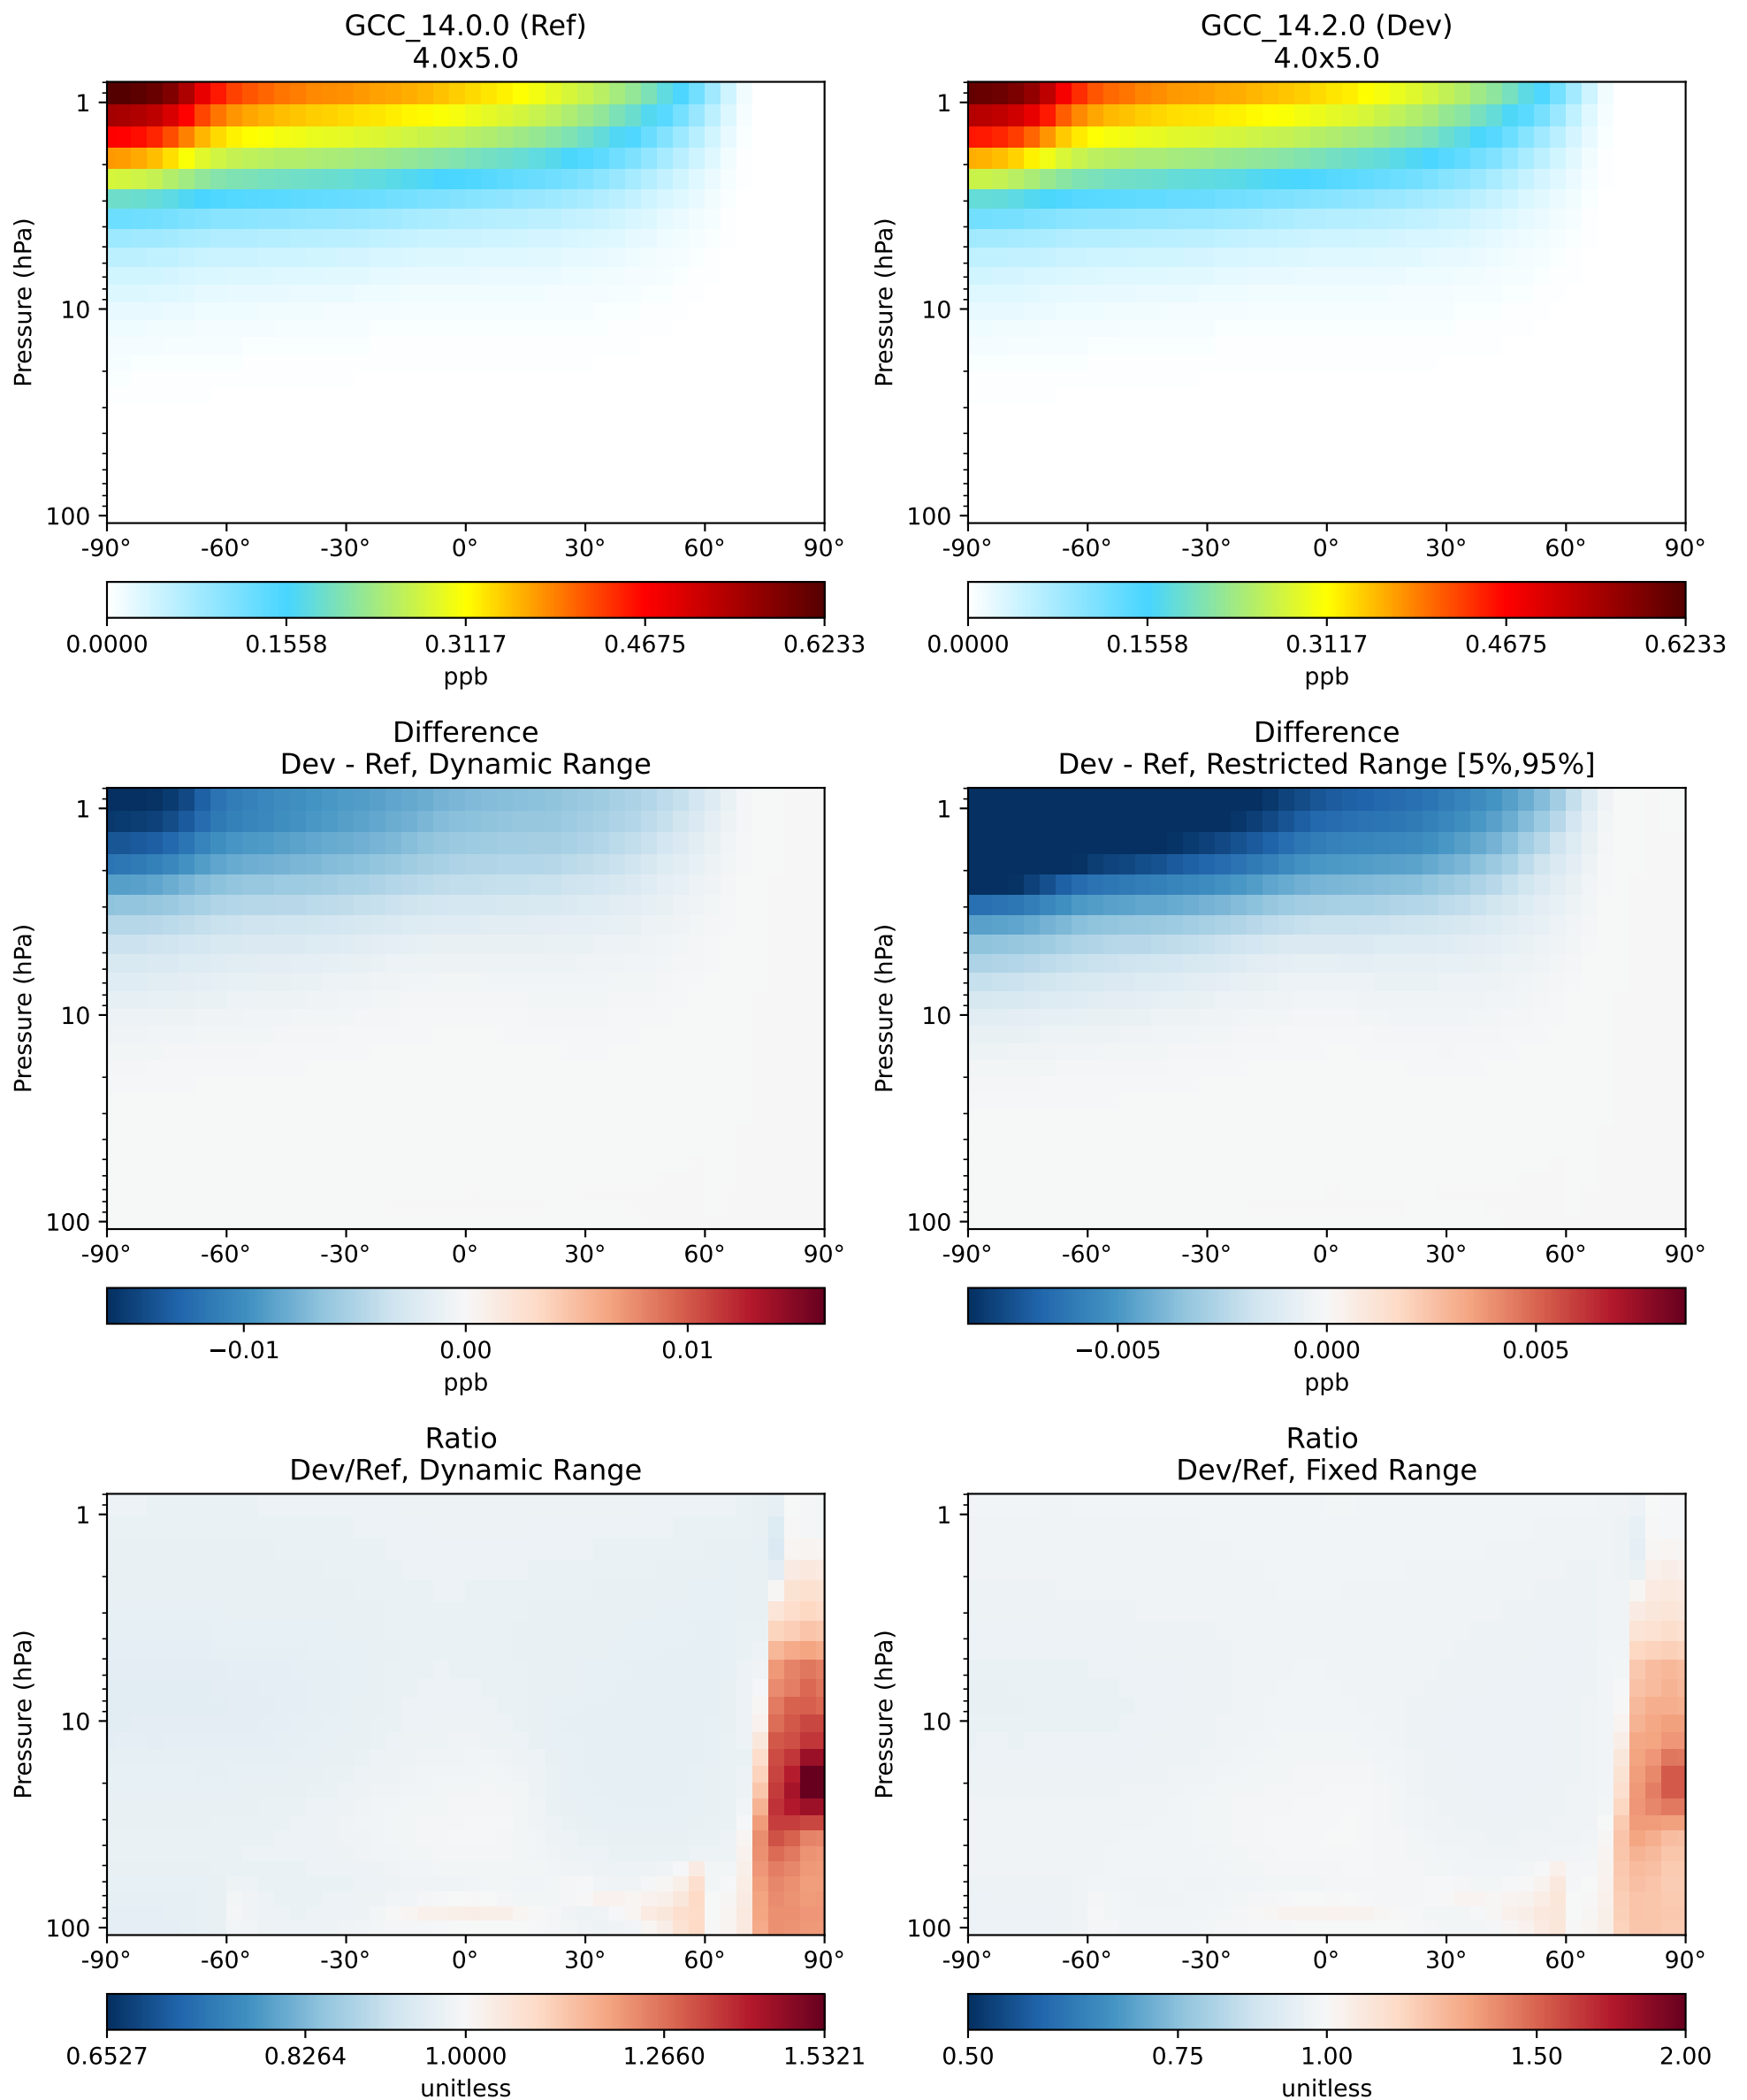 GCC_14.0.0 (Ref)
4.0x5.0
Pressure (hPa)
1
10
100
-90° -60° -30° 0° 30° 60° 90°
0.0000 0.1558 0.3117 0.4675 0.6233
ppb
GCC_14.2.0 (Dev)
4.0x5.0
Pressure (hPa)
1
10
100
-90° -60° -30° 0° 30° 60° 90°
0.0000 0.1558 0.3117 0.4675 0.6233
ppb
Difference
Dev - Ref, Dynamic Range
Pressure (hPa)
1
10
100
-90° -60° -30° 0° 30° 60° 90°
−0.01 0.00 0.01
ppb
Difference
Dev - Ref, Restricted Range [5%,95%]
Pressure (hPa)
1
10
100
-90° -60° -30° 0° 30° 60° 90°
−0.005 0.000 0.005
ppb
Ratio
Dev/Ref, Dynamic Range
Pressure (hPa)
1
10
100
-90° -60° -30° 0° 30° 60° 90°
0.6527 0.8264 1.0000 1.2660 1.5321
unitless
Ratio
Dev/Ref, Fixed Range
Pressure (hPa)
1
10
100
-90° -60° -30° 0° 30° 60° 90°
0.50 0.75 1.00 1.50 2.00
unitless